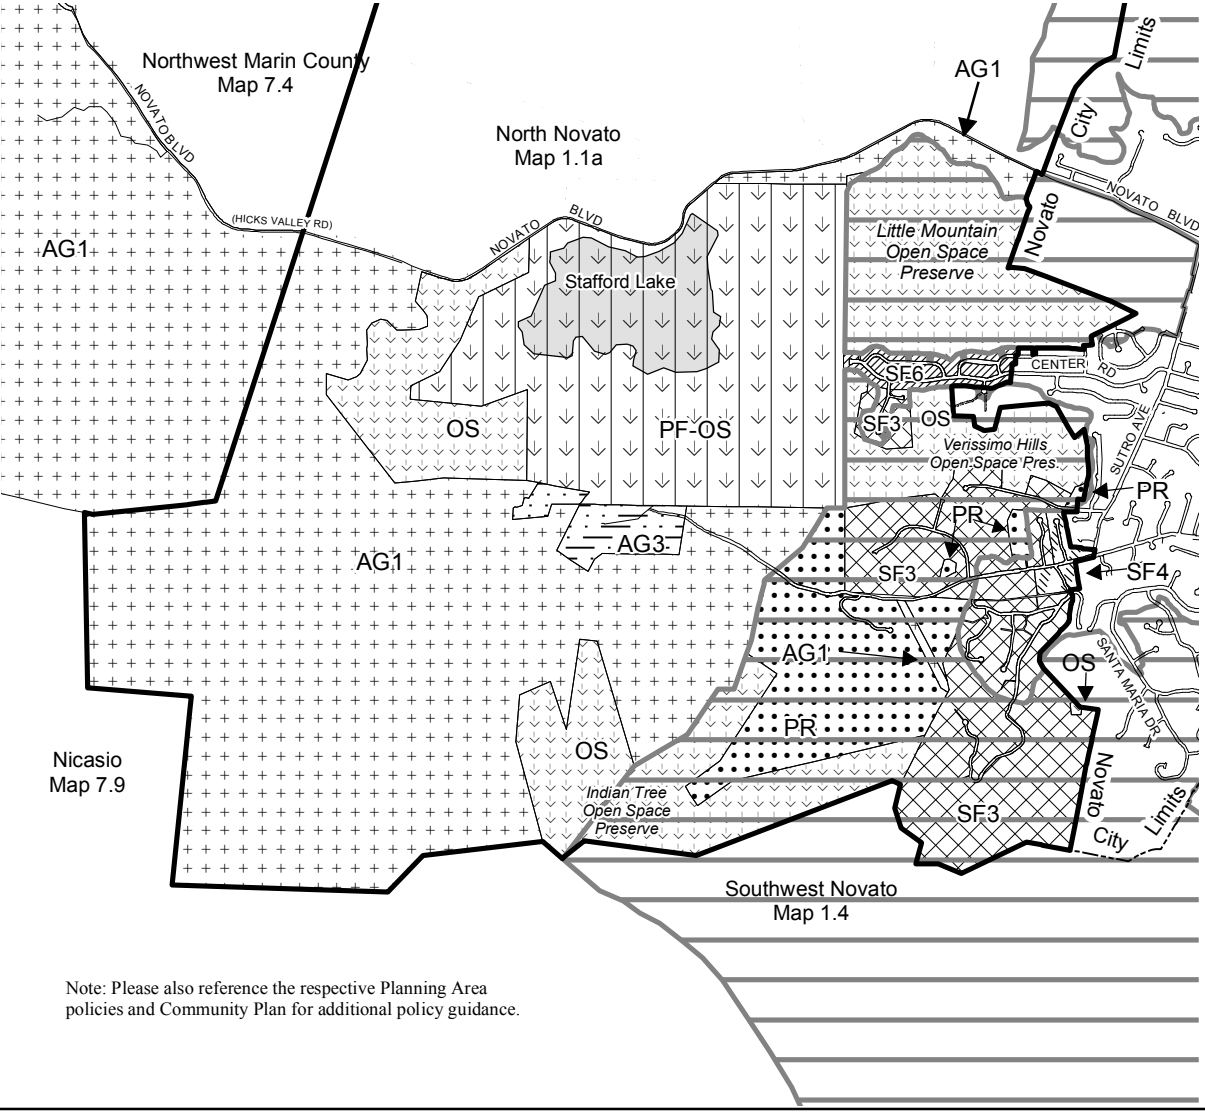 Northwest Marin County
Map 7.4
NOVATO BLVD
(HICKS VALLEY RD)
North Novato
Map 1.1a
AG1
City
Limits
NOVATO BLVD
Novato
AG1
NOVATO BLVD
Stafford Lake
Little Mountain
Open Space
Preserve
SF6
CENTER RD
SF3
OS
OS
PF-OS
Verissimo Hills
Open Space Pres.
SUTRO AVE
PR
PR
AG3
AG1
SF3
SF4
AG1
OS
SANTA MARIA DR
PR
OS
Nicasio
Map 7.9
Indian Tree
Open Space
Preserve
SF3
Novato
City
Limits
Southwest Novato
Map 1.4
Note: Please also reference the respective Planning Area
policies and Community Plan for additional policy guidance.